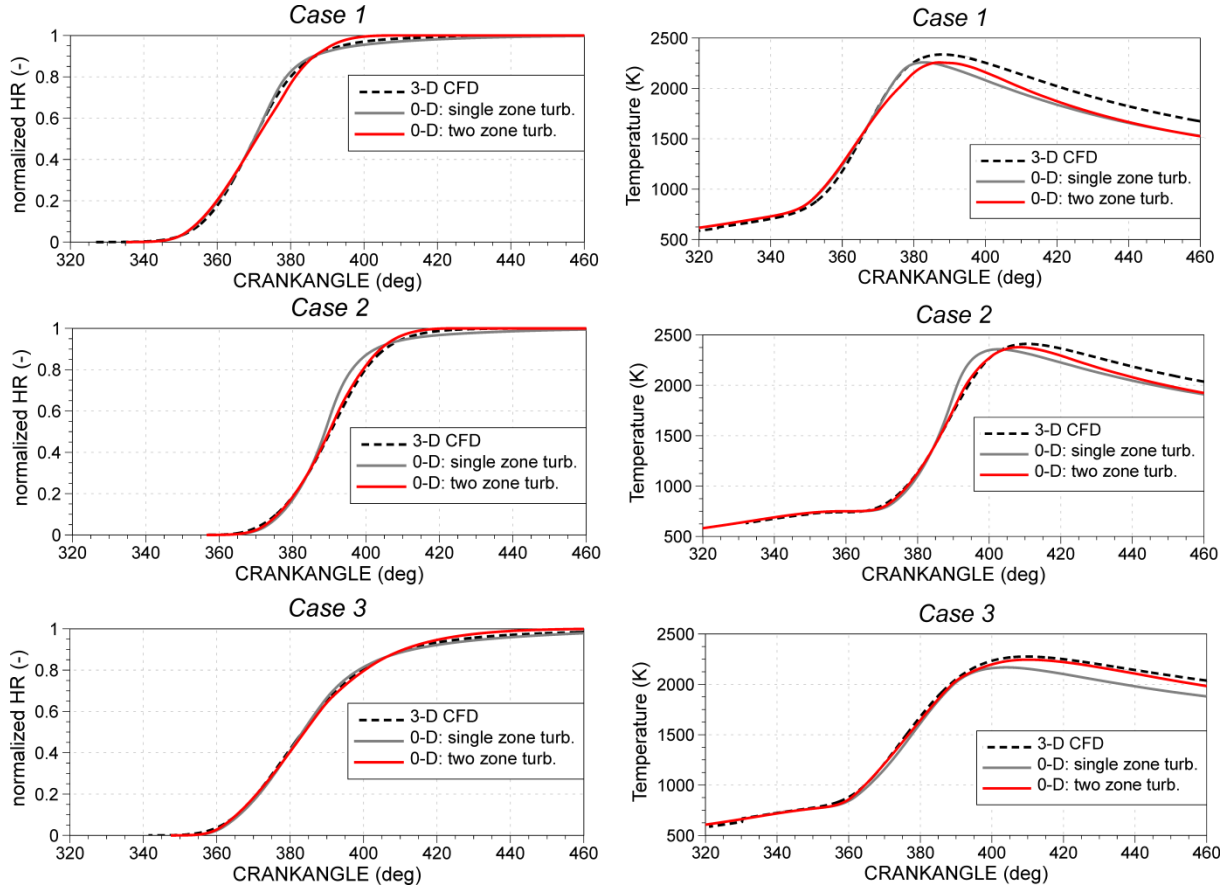 Case 1
normalized HR (-)
1
0.8
0.6
0.4
0.2
0
3-D CFD
0-D: single zone turb.
0-D: two zone turb.
320 340 360 380 400 420 440 460
CRANKANGLE (deg)
Case 1
Temperature (K)
2500
2000
1500
1000
500
3-D CFD
0-D: single zone turb.
0-D: two zone turb.
320 340 360 380 400 420 440 460
CRANKANGLE (deg)
Case 2
normalized HR (-)
1
0.8
0.6
0.4
0.2
0
3-D CFD
0-D: single zone turb.
0-D: two zone turb.
320 340 360 380 400 420 440 460
CRANKANGLE (deg)
Case 2
Temperature (K)
2500
2000
1500
1000
500
3-D CFD
0-D: single zone turb.
0-D: two zone turb.
320 340 360 380 400 420 440 460
CRANKANGLE (deg)
Case 3
normalized HR (-)
1
0.8
0.6
0.4
0.2
0
3-D CFD
0-D: single zone turb.
0-D: two zone turb.
320 340 360 380 400 420 440 460
CRANKANGLE (deg)
Case 3
Temperature (K)
2500
2000
1500
1000
500
3-D CFD
0-D: single zone turb.
0-D: two zone turb.
320 340 360 380 400 420 440 460
CRANKANGLE (deg)